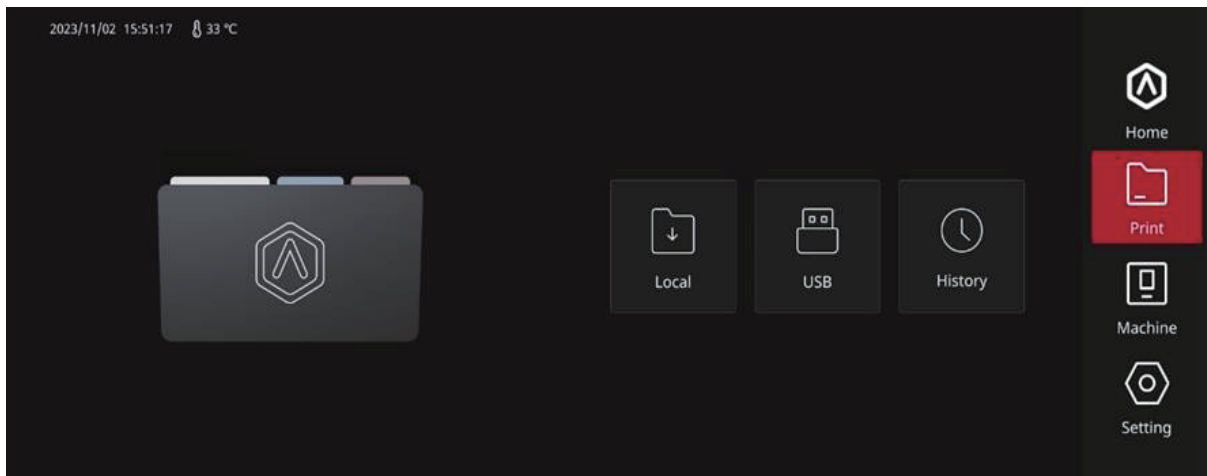 2023/11/02 15:51:17 33 ℃
Home
Print
Local
USB
History
Machine
Setting